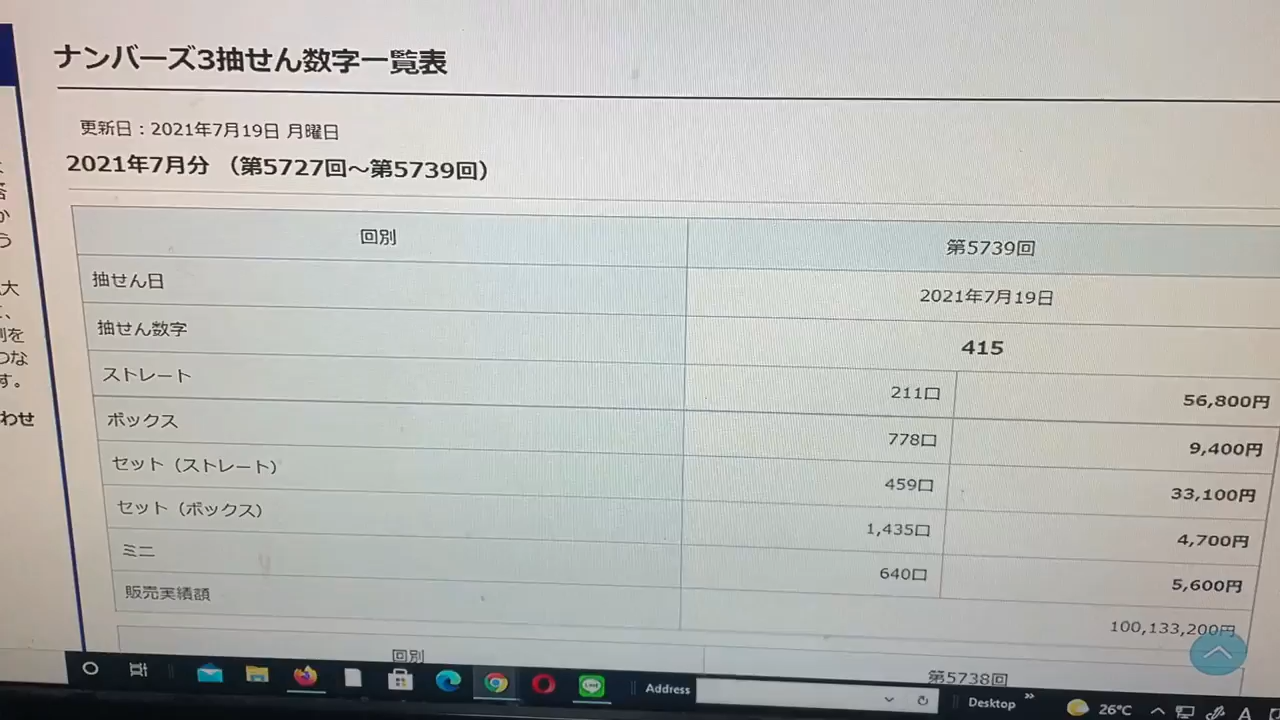 ナンバーズ3抽せん数字一覧表
更新日：2021年7月19日 月曜日
2021年7月分 （第5727回～第5739回）
回別 第5739回
抽せん日 2021年7月19日
抽せん数字 415
ストレート 211口 56,800円
ボックス 778口 9,400円
セット（ストレート） 459口 33,100円
セット（ボックス） 1,435口 4,700円
ミニ 640口 5,600円
販売実績額 100,133,200円
回別 第5738回
か
う
大
つな
す。
わせ
LINE
Address
Desktop
26°C
A